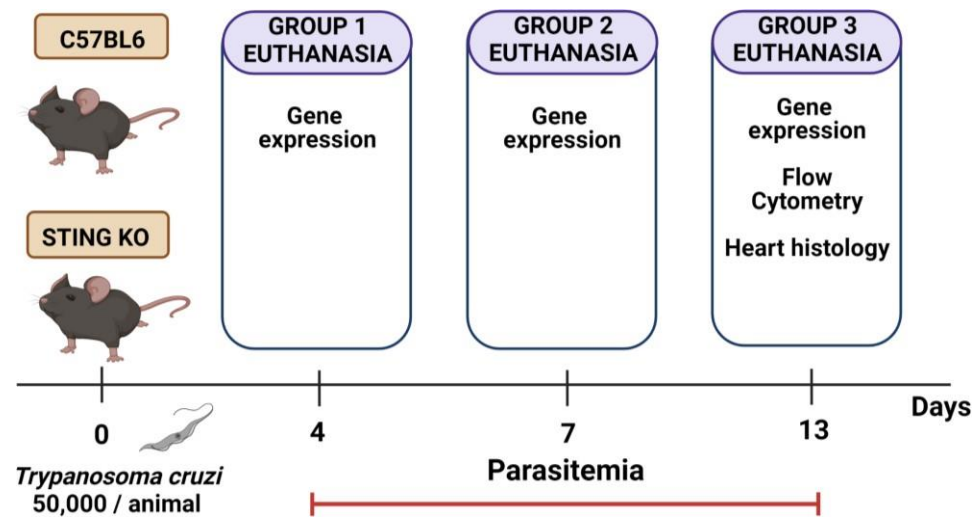 C57BL6
STING KO
GROUP 1
EUTHANASIA
Gene
expression
GROUP 2
EUTHANASIA
Gene
expression
GROUP 3
EUTHANASIA
Gene
expression
Flow
Cytometry
Heart histology
0
4
7
13
Days
Trypanosoma cruzi
50,000 / animal
Parasitemia